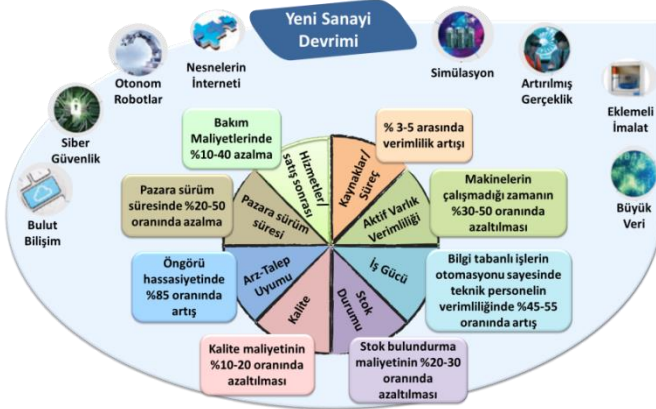 Yeni Sanayi
Devrimi
Nesnelerin
İnterneti
Otonom
Robotlar
Siber
Güvenlik
Bulut
Bilişim
Simülasyon
Artırılmış
Gerçeklik
Eklemeli
İmalat
Büyük
Veri
Bakım
Maliyetlerinde
%10-40 azalma
% 3-5 arasında
verimlilik artışı
Pazara sürüm
süresinde %20-50
oranında azalma
Makinelerin
çalışmadığı zamanın
%30-50 oranında
azaltılması
Öngörü
hassasiyetinde
%85 oranında
artış
Bilgi tabanlı işlerin
otomasyonu sayesinde
teknik personelin
verimliliğinde %45-55
oranında artış
Kalite maliyetinin
%10-20 oranında
azaltılması
Stok bulundurma
maliyetinin %20-30
oranında
azaltılması
Hizmetler/
satış sonrası
Kaynaklar/
Süreç
Pazara sürüm
süresi
Aktif Varlık
Verimliliği
Arz-Talep
Uyumu
İş Gücü
Kalite
Stok
Durumu